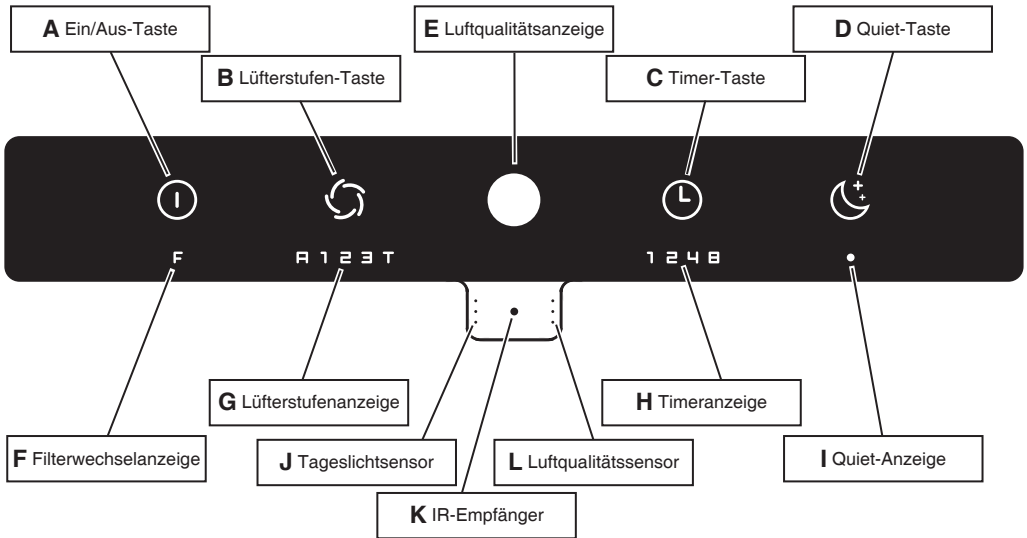 A Ein/Aus-Taste
E Luftqualitätsanzeige
D Quiet-Taste
B Lüfterstufen-Taste
C Timer-Taste
F
A 1 2 3 T
1 2 4 8
G Lüfterstufenanzeige
H Timeranzeige
F Filterwechselanzeige
J Tageslichtsensor
L Luftqualitätssensor
I Quiet-Anzeige
K IR-Empfänger